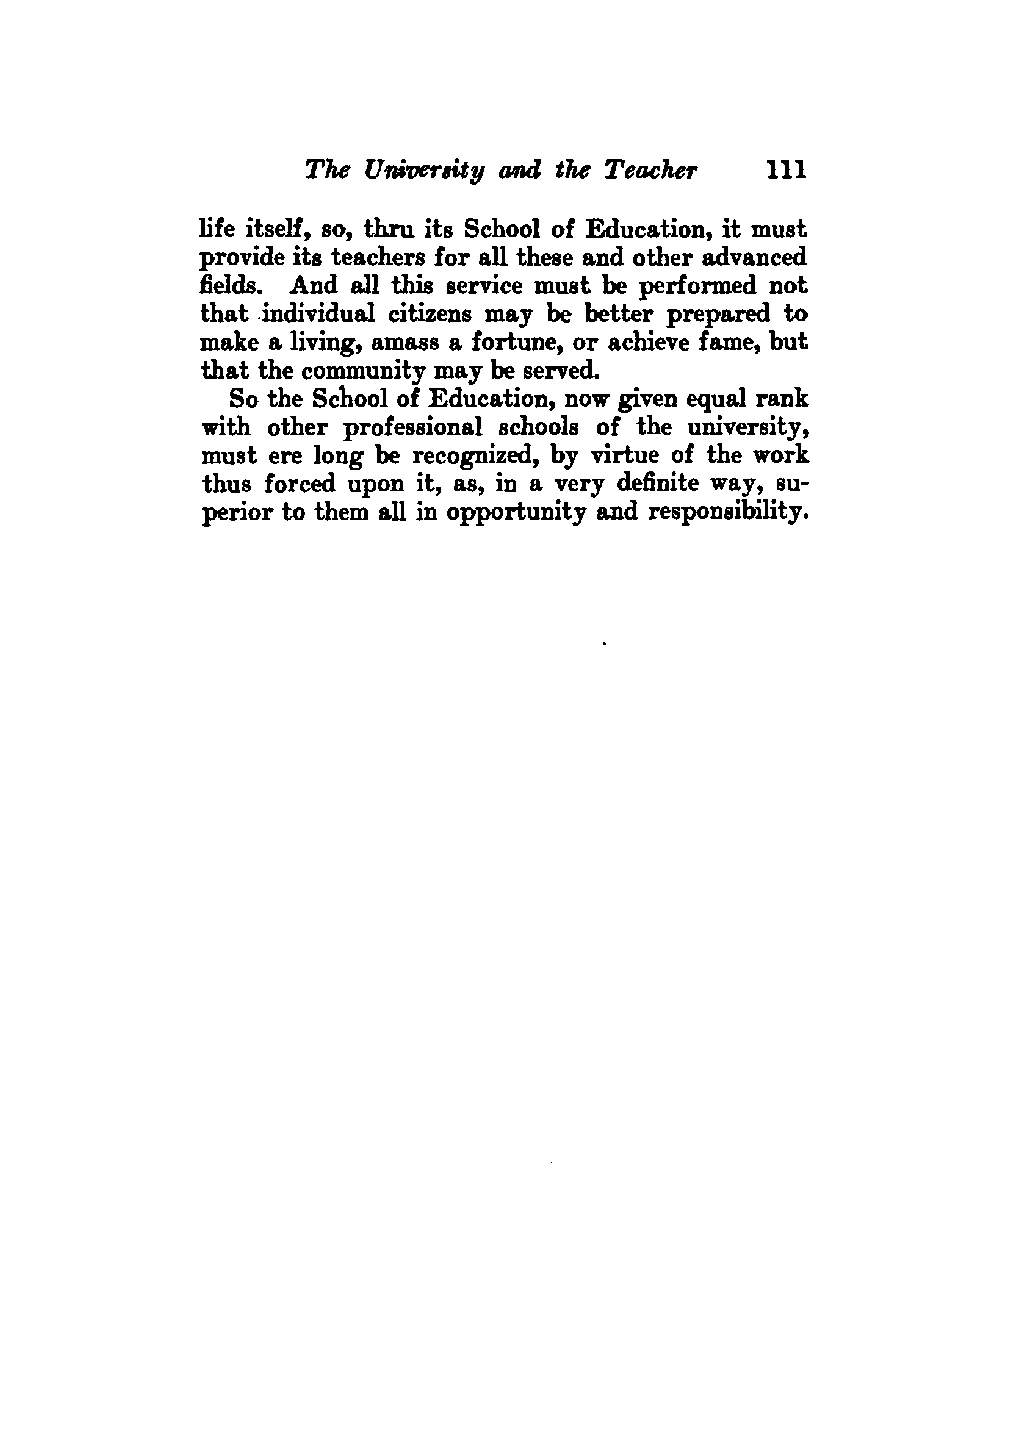 The University and the Teacher 111
life itself, so, thru its School of Education, it must
provide its teachers for all these and other advanced
fields. And all this service must be performed not
that individual citizens may be better prepared to
make a living, amass a fortune, or achieve fame, but
that the community may be served.
So the School of Education, now given equal rank
with other professional schools of the university,
must ere long be recognized, by virtue of the work
thus forced upon it, as, in a very definite way, su-
perior to them all in opportunity and responsibility.